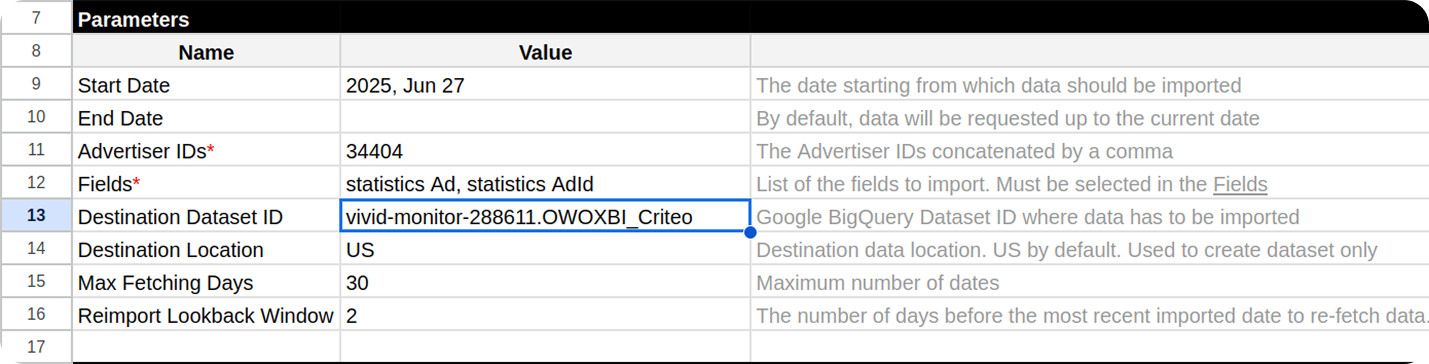 7 Parameters
8 Name Value
9 Start Date 2025, Jun 27 The date starting from which data should be imported
10 End Date By default, data will be requested up to the current date
11 Advertiser IDs* 34404 The Advertiser IDs concatenated by a comma
12 Fields* statistics Ad, statistics AdId List of the fields to import. Must be selected in the Fields
13 Destination Dataset ID vivid-monitor-288611.OWOXBI_Criteo Google BigQuery Dataset ID where data has to be imported
14 Destination Location US Destination data location. US by default. Used to create dataset only
15 Max Fetching Days 30 Maximum number of dates
16 Reimport Lookback Window 2 The number of days before the most recent imported date to re-fetch data.
17